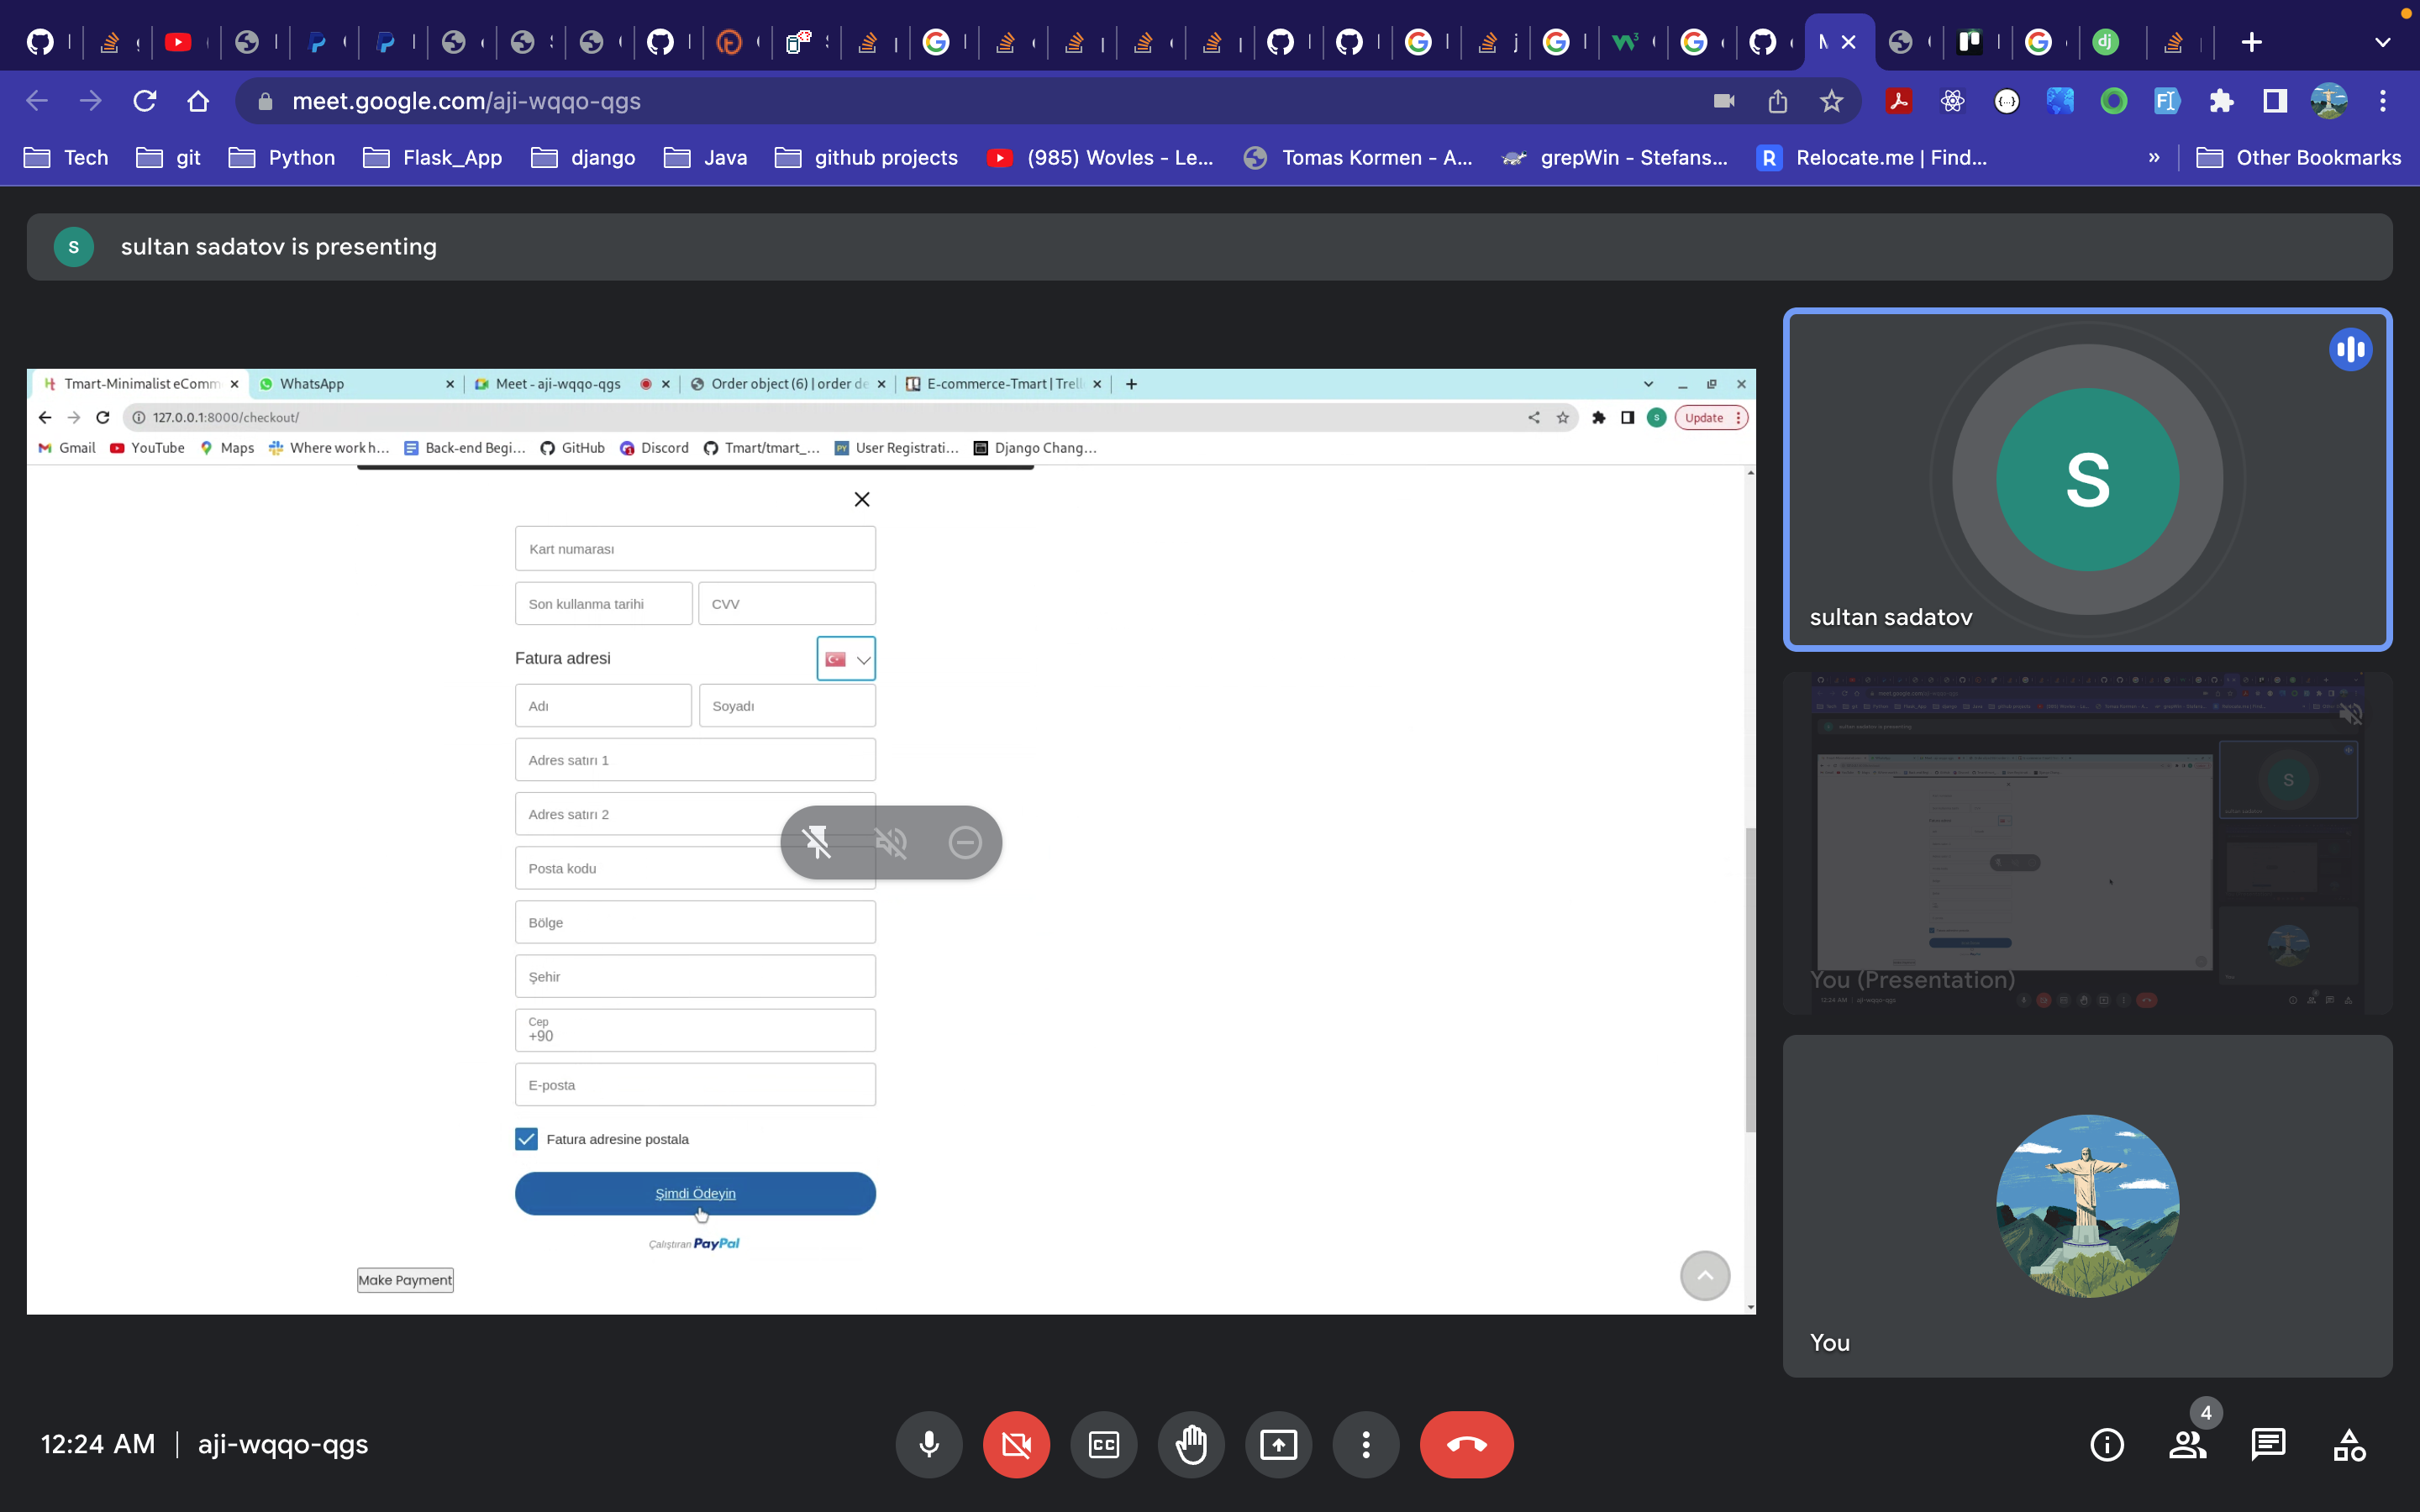 meet.google.com/aji-wqqo-qgs
Tech git Python Flask_App django Java github projects (985) Wovles - Le... Tomas Kormen - A... grepWin - Stefans... Relocate.me | Find... » Other Bookmarks
S sultan sadatov is presenting
Tmart-Minimalist eComm WhatsApp Meet - aji-wqqo-qgs Order object (6) | order de E-commerce-Tmart | Trell
127.0.0.1:8000/checkout/ S Update
Gmail YouTube Maps Where work h... Back-end Begi... GitHub Discord Tmart/tmart_... User Registrati... Django Chang...
Kart numarası
Son kullanma tarihi CVV
Fatura adresi
Adı Soyadı
Adres satırı 1
Adres satırı 2
Posta kodu
Bölge
Şehir
Cep
+90
E-posta
Fatura adresine postala
Şimdi Ödeyin
Çalıştıran PayPal
Make Payment
S
sultan sadatov
You (Presentation)
You
12:24 AM | aji-wqqo-qgs
4